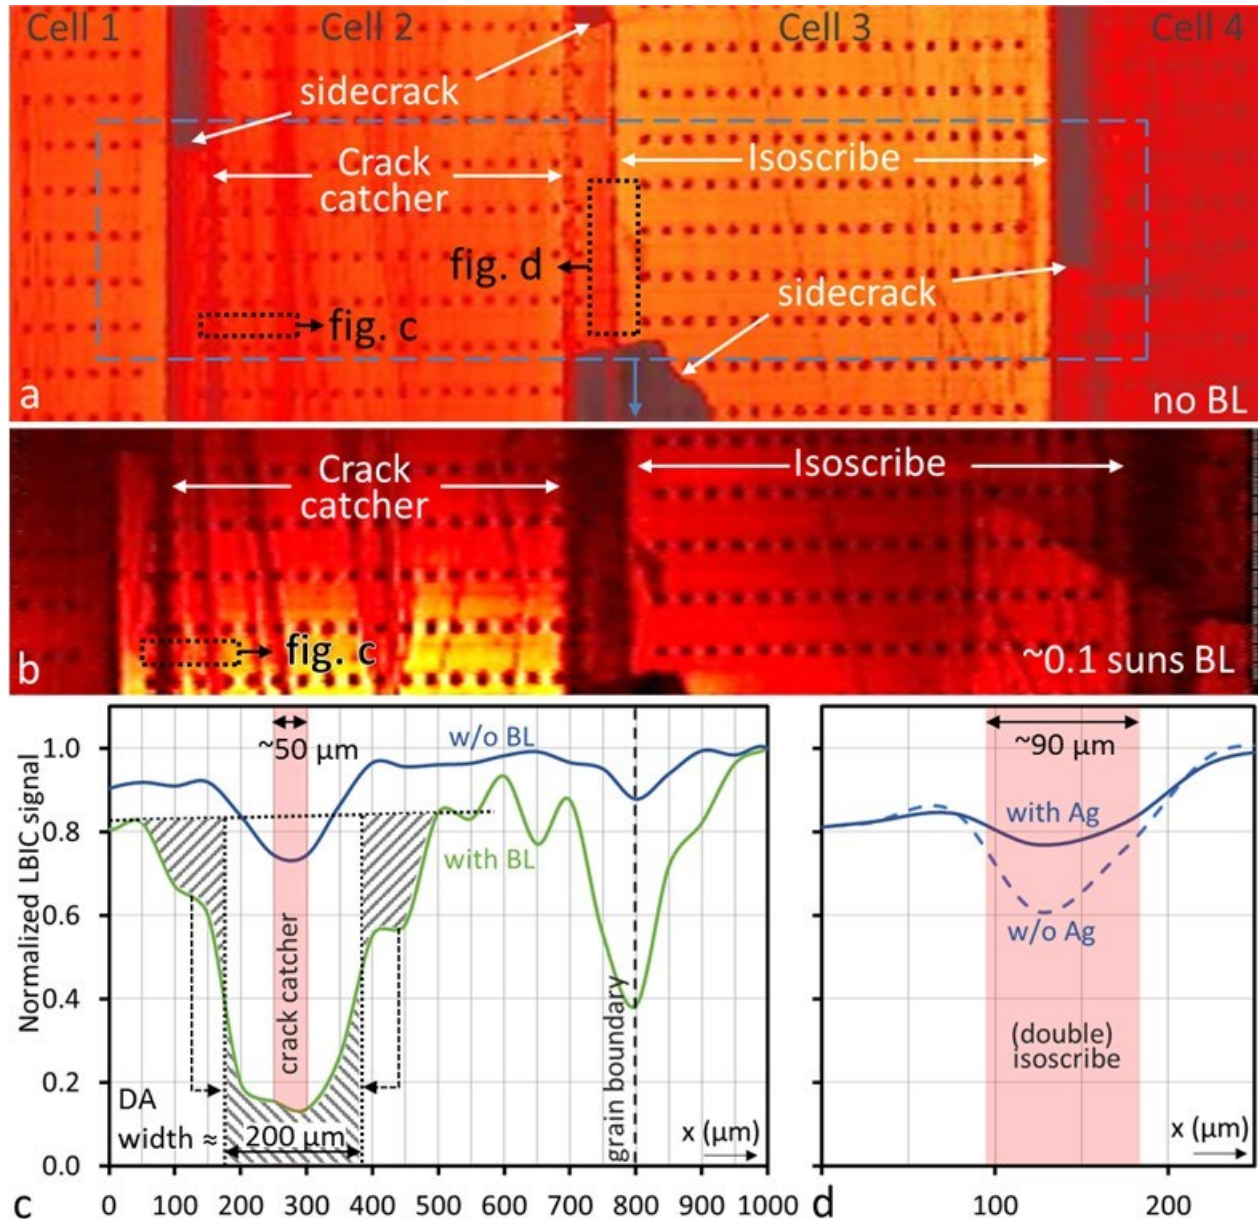 Cell 1
Cell 2
Cell 3
Cell 4
sidecrack
Crack
catcher
Isoscribe
fig. d
sidecrack
fig. c
a
no BL
Crack
catcher
Isoscribe
fig. c
b
~0.1 suns BL
Normalized LBIC signal
1.0
0.8
0.6
0.4
0.2
0.0
~50 µm
w/o BL
with BL
crack catcher
grain boundary
DA
width ≈
200 µm
x (µm)
c
0 100 200 300 400 500 600 700 800 900 1000
~90 µm
with Ag
w/o Ag
(double)
isoscribe
x (µm)
d
100 200